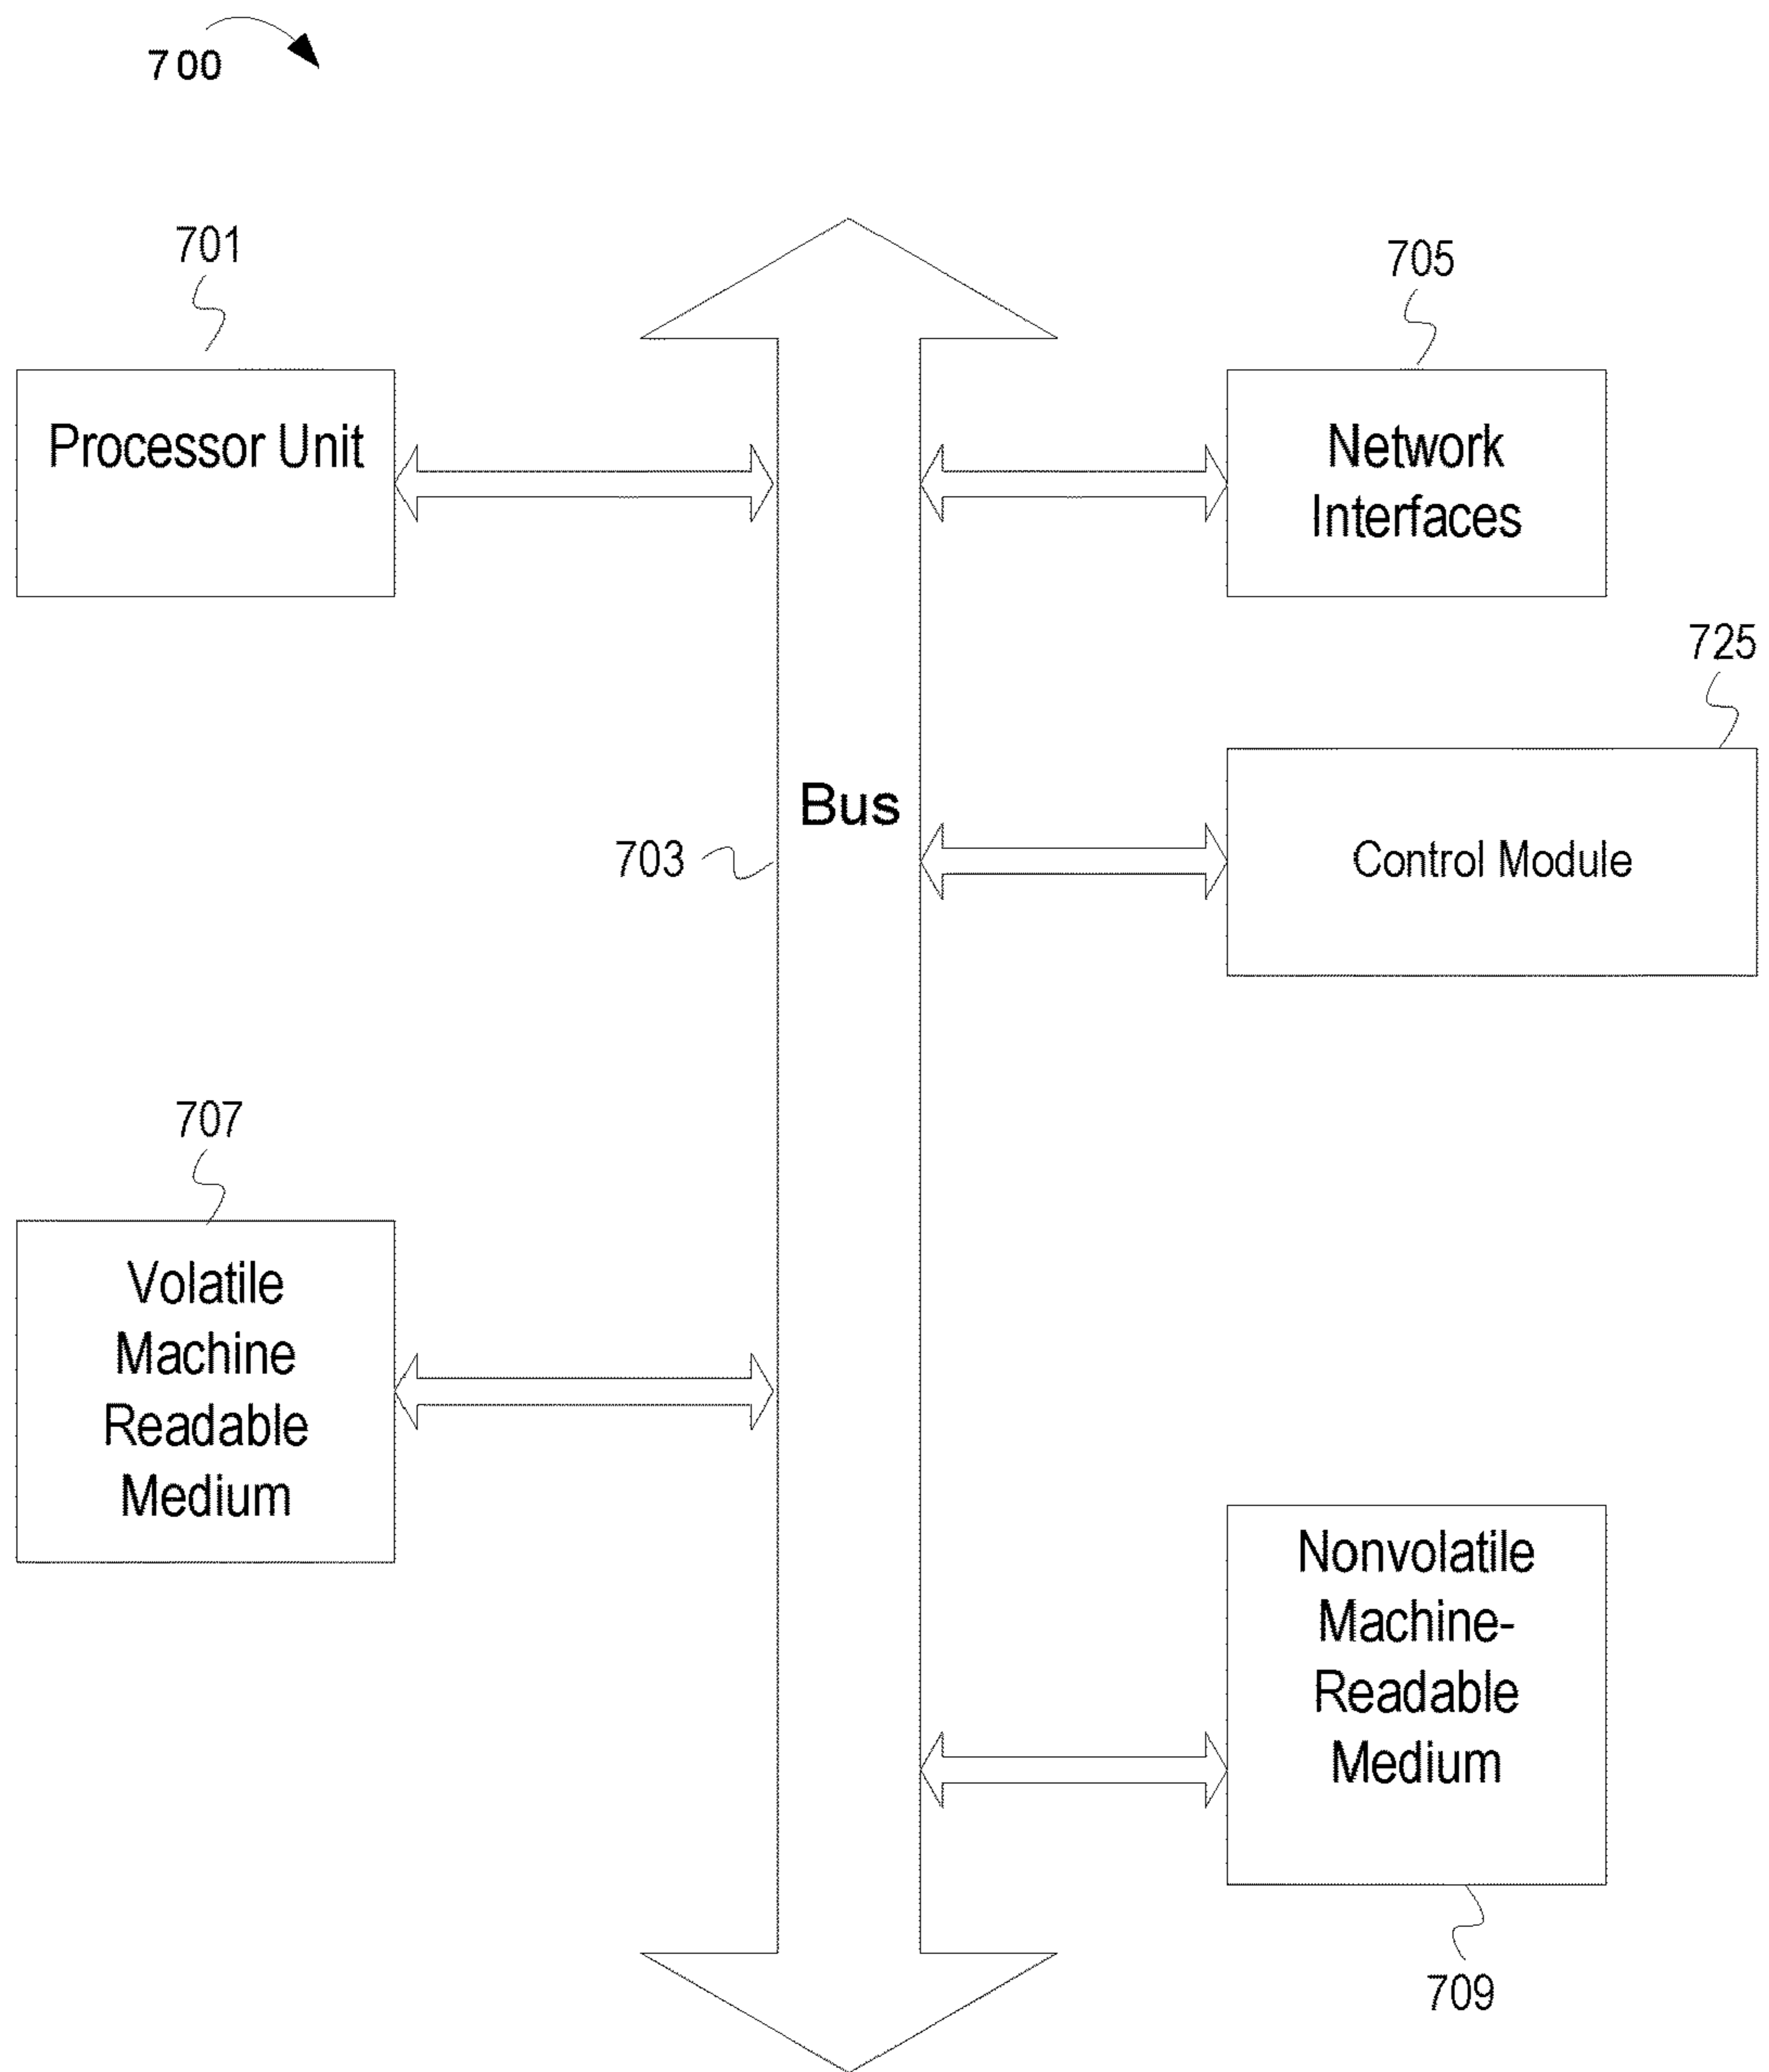 700
701
Processor Unit
705
Network
Interfaces
725
Control Module
Bus
703
707
Volatile
Machine
Readable
Medium
Nonvolatile
Machine-
Readable
Medium
709